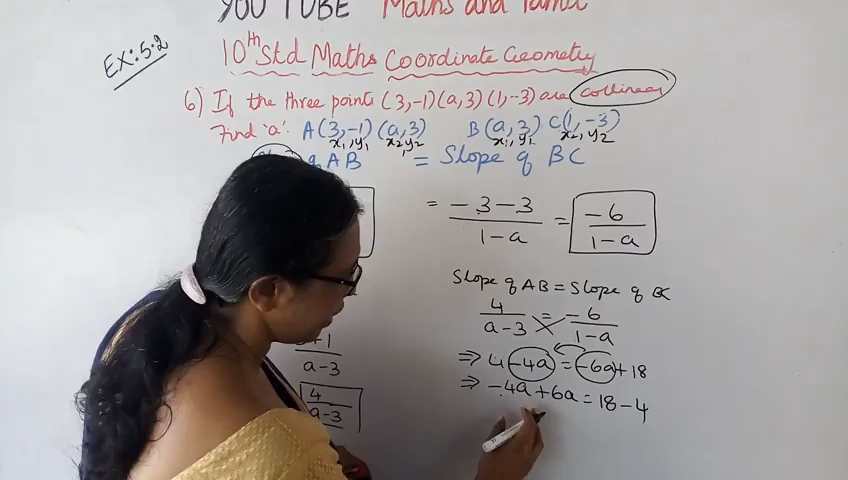 YOU TUBE Maths and Tamil
EX:5.2
10th Std Maths Coordinate Geometry
6) If the three points (3,-1)(a,3)(1,-3) are collinear
Find 'a'. A(3,-1)(a,3) B(a,3) C(1,-3)
x1,y1 x2,y2 x1,y1 x2,y2
of AB = Slope of BC
= -3-3/1-a = -6/1-a
Slope of AB = Slope of BC
4/a-3 = -6/1-a
3+1/a-3
⇒ 4-4a = -6a+18
⇒ -4a+6a = 18-4
4/a-3